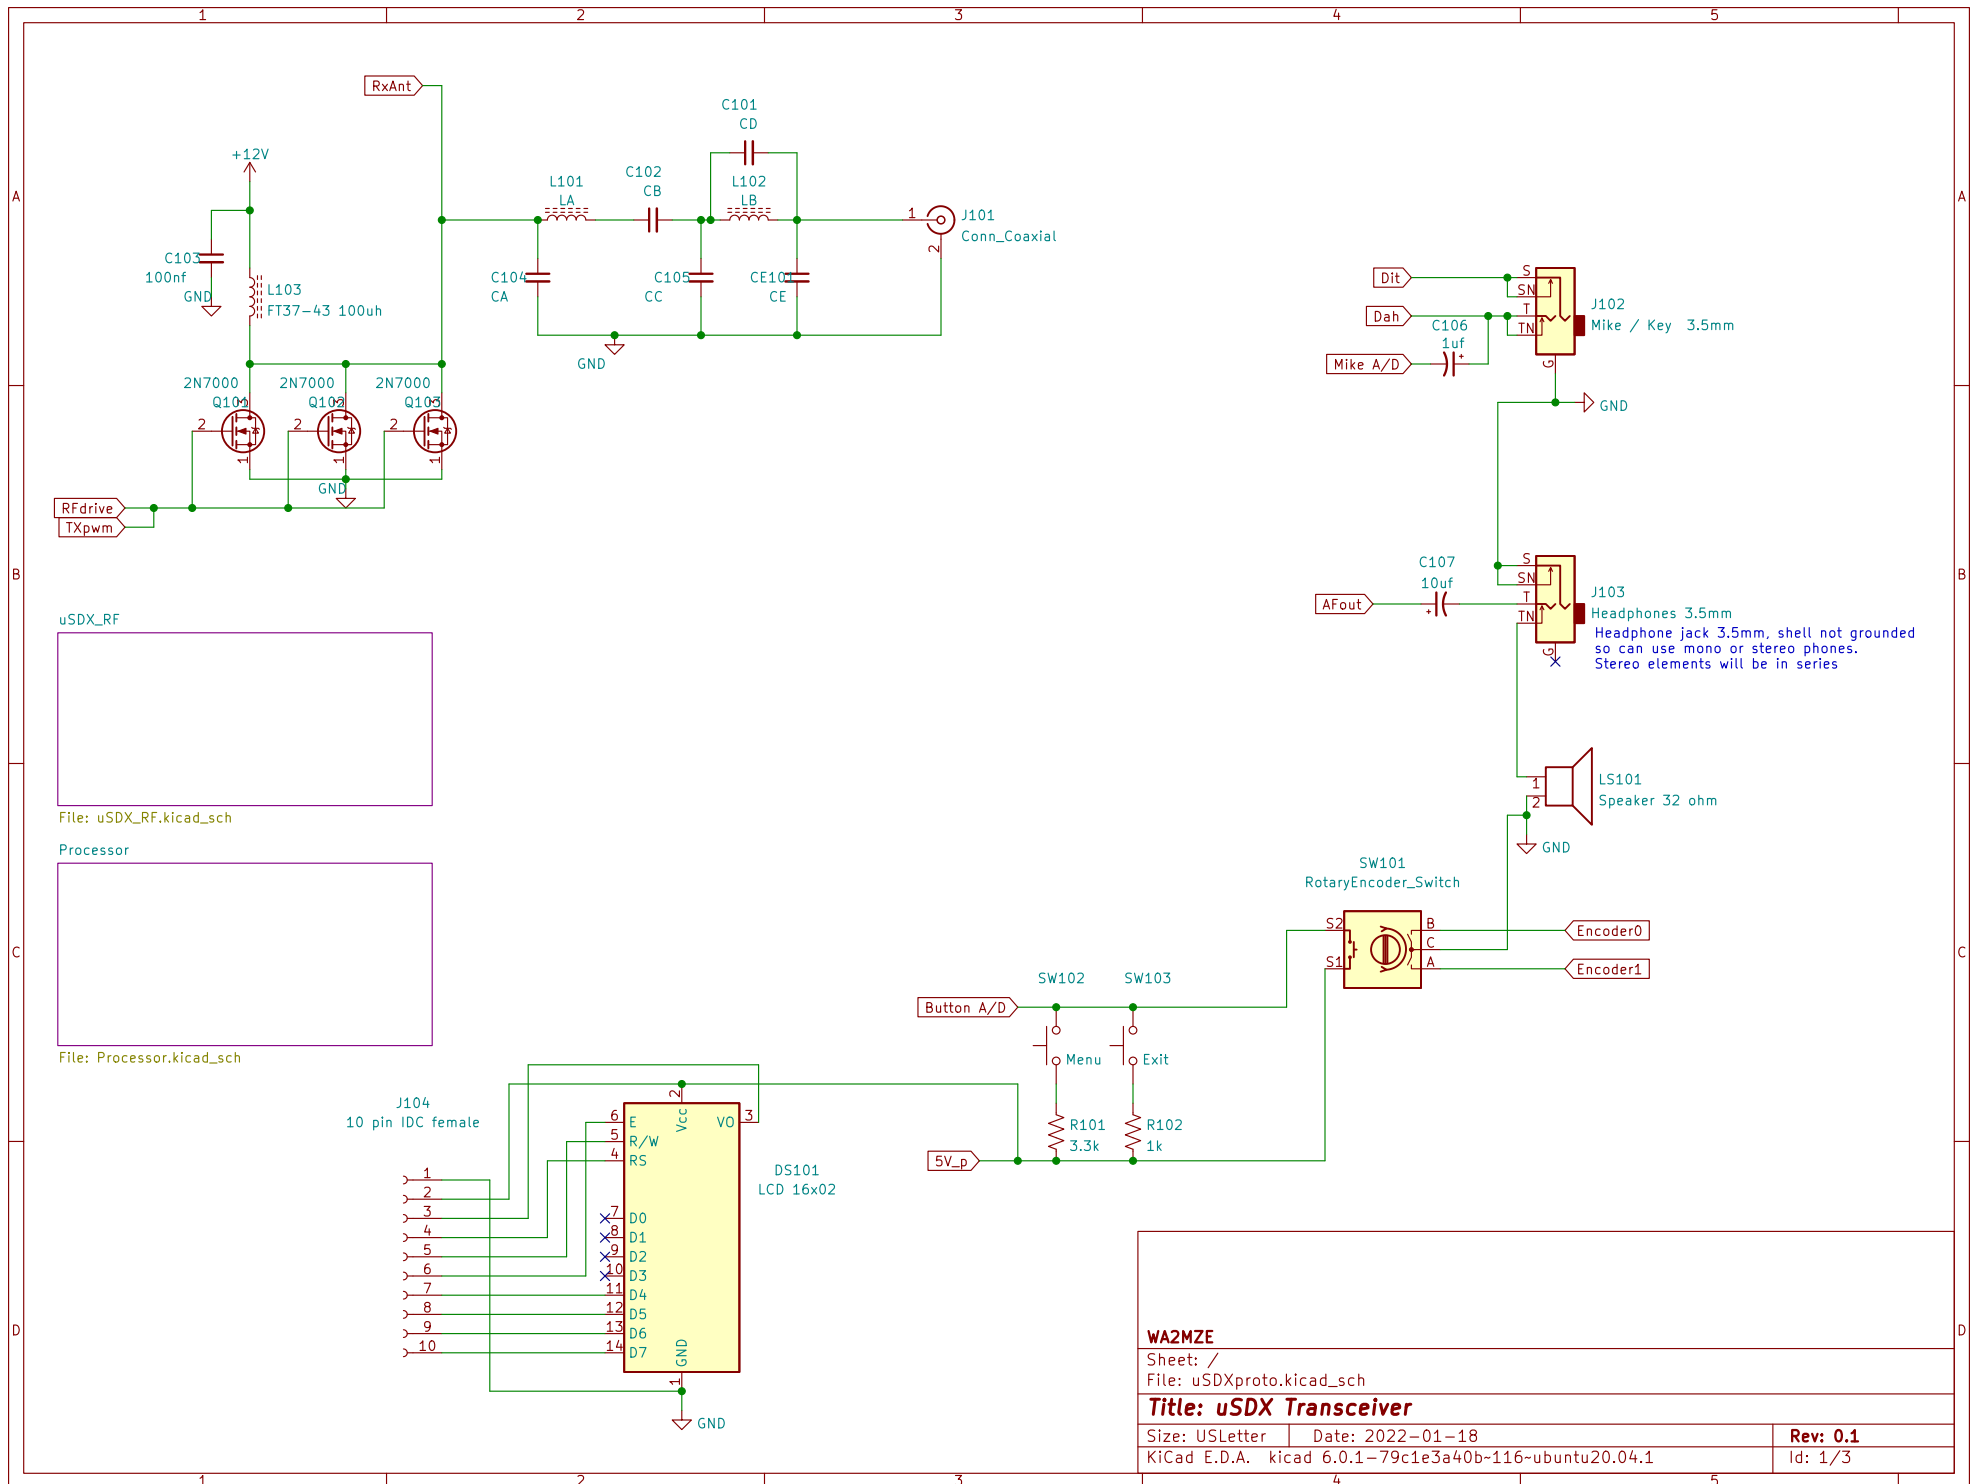 1 2 3 4 5
A A
B B
C C
D D
1 2 3 4 5
RxAnt
C101
CD
+12V
C102
CB
L101
LA
L102
LB
1
2
J101
Conn_Coaxial
C103
100nf
GND
L103
FT37-43 100uh
C104
CA
C105
CC
CE101
CE
GND
2N7000
Q101
3
2
1
2N7000
Q102
3
2
1
2N7000
Q103
3
2
1
GND
RFdrive
TXpwm
Dit
Dah
C106
1uf
+
Mike A/D
S
SN
T
TN
G
J102
Mike / Key 3.5mm
GND
C107
10uf
+
AFout
S
SN
T
TN
G
J103
Headphones 3.5mm
Headphone jack 3.5mm, shell not grounded
so can use mono or stereo phones.
Stereo elements will be in series
uSDX_RF
File: uSDX_RF.kicad_sch
Processor
File: Processor.kicad_sch
1
2
LS101
Speaker 32 ohm
GND
SW101
RotaryEncoder_Switch
S2
S1
B
C
A
Encoder0
Encoder1
SW102
SW103
Button A/D
Menu
Exit
R101
3.3k
R102
1k
5V_p
J104
10 pin IDC female
1
2
3
4
5
6
7
8
9
10
2
Vcc
6 E
5 R/W
4 RS
VO 3
7 D0
8 D1
9 D2
10 D3
11 D4
12 D5
13 D6
14 D7
GND
1
DS101
LCD 16x02
GND
WA2MZE
Sheet: /
File: uSDXproto.kicad_sch
Title: uSDX Transceiver
Size: USLetter Date: 2022-01-18 Rev: 0.1
KiCad E.D.A. kicad 6.0.1-79c1e3a40b~116~ubuntu20.04.1 Id: 1/3